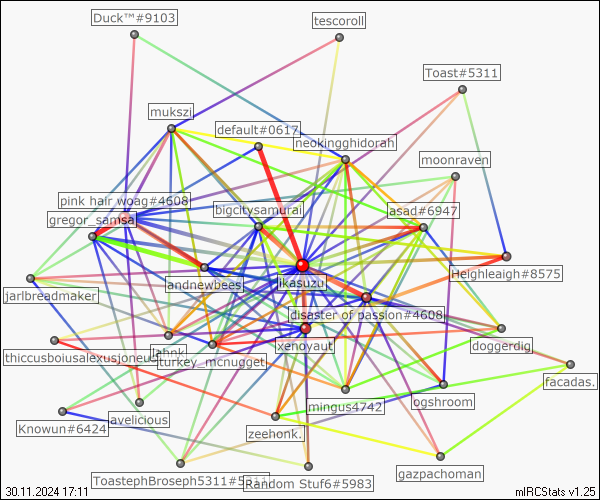 Duck™#9103
tescoroll
Toast#5311
mukszi
default#0617
neokingghidorah
moonraven
pink hair woag#4608
gregor_samsa
bigcitysamurai
asad#6947
Heighleaigh#8575
jarlbreadmaker
andnewbees
ikasuzu
disaster of passion#4608
thiccusboiusalexusjoneu
turkey_mcnugget
xenoyaut
doggerdig
facadas.
Knowun#6424
avelicious
mingus4742
ogshroom
zeehonk.
gazpachoman
ToastephBroseph5311#5311
Random Stuf6#5983
30.11.2024 17:11
mIRCStats v1.25